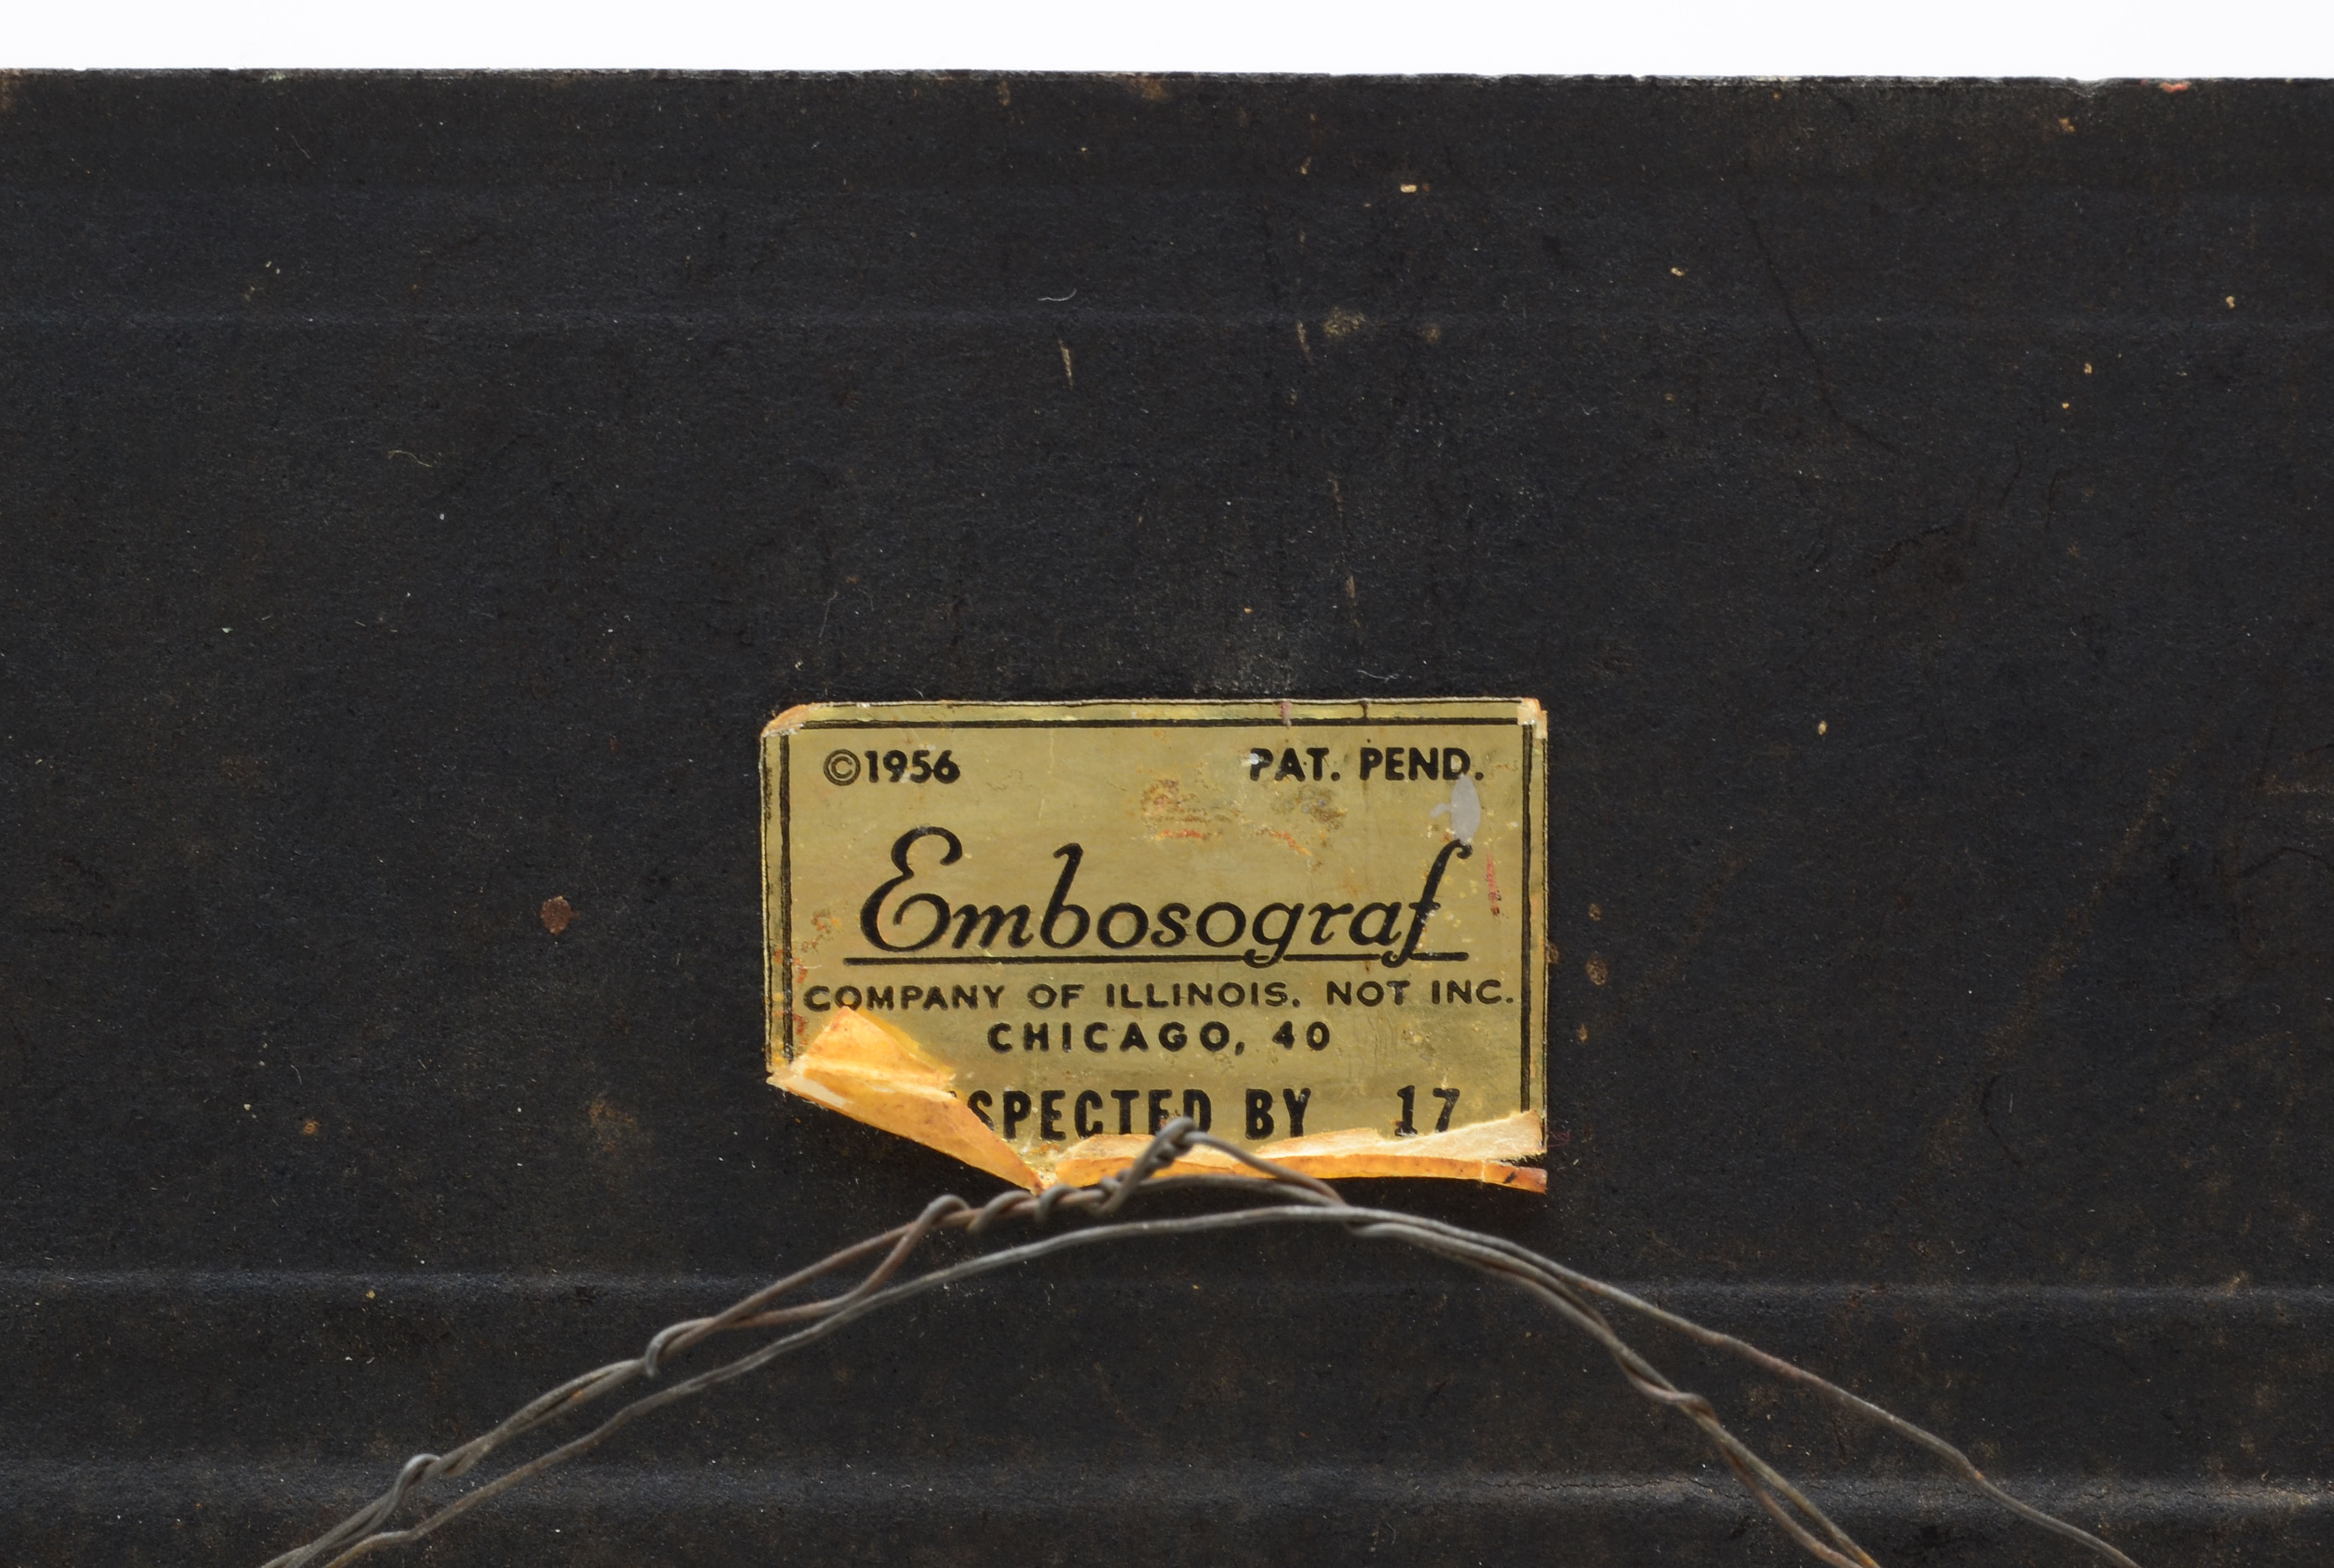 ©1956 PAT. PEND.
Embosograf
COMPANY OF ILLINOIS. NOT INC.
CHICAGO, 40
SPECTED BY 17